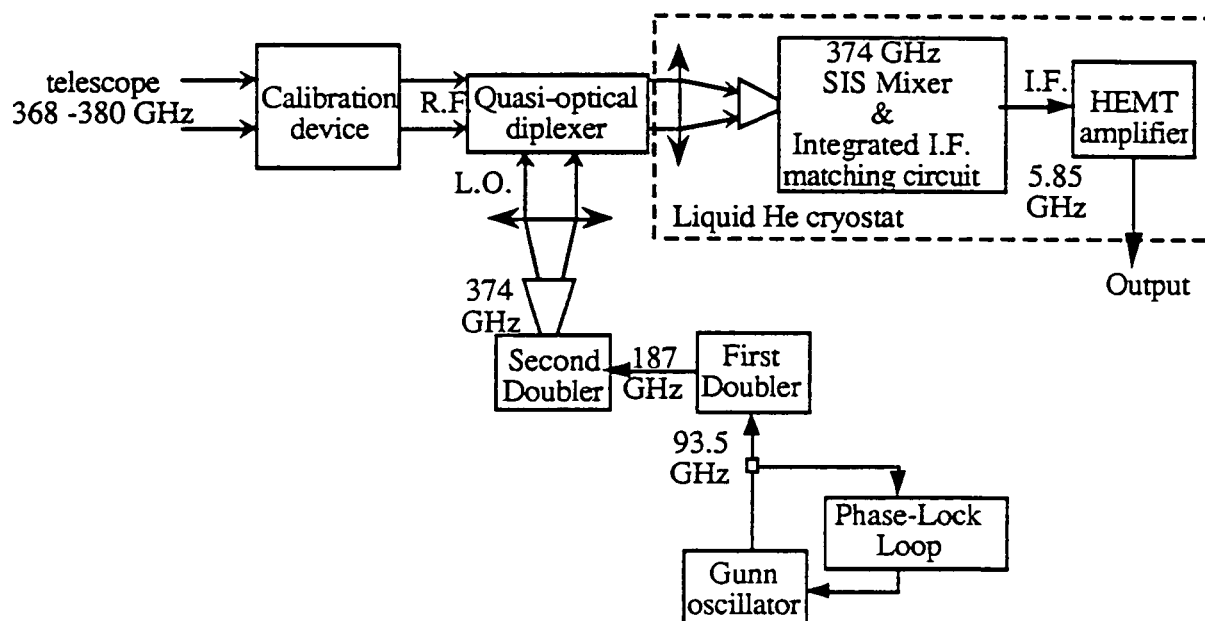 telescope
368 -380 GHz
Calibration
device
R.F
Quasi-optical
diplexer
L.O.
374 GHz
SIS Mixer
&
Integrated I.F.
matching circuit
I.F.
HEMT
amplifier
5.85
GHz
Liquid He cryostat
Output
374
GHz
Second
Doubler
187
GHz
First
Doubler
93.5
GHz
Phase-Lock
Loop
Gunn
oscillator